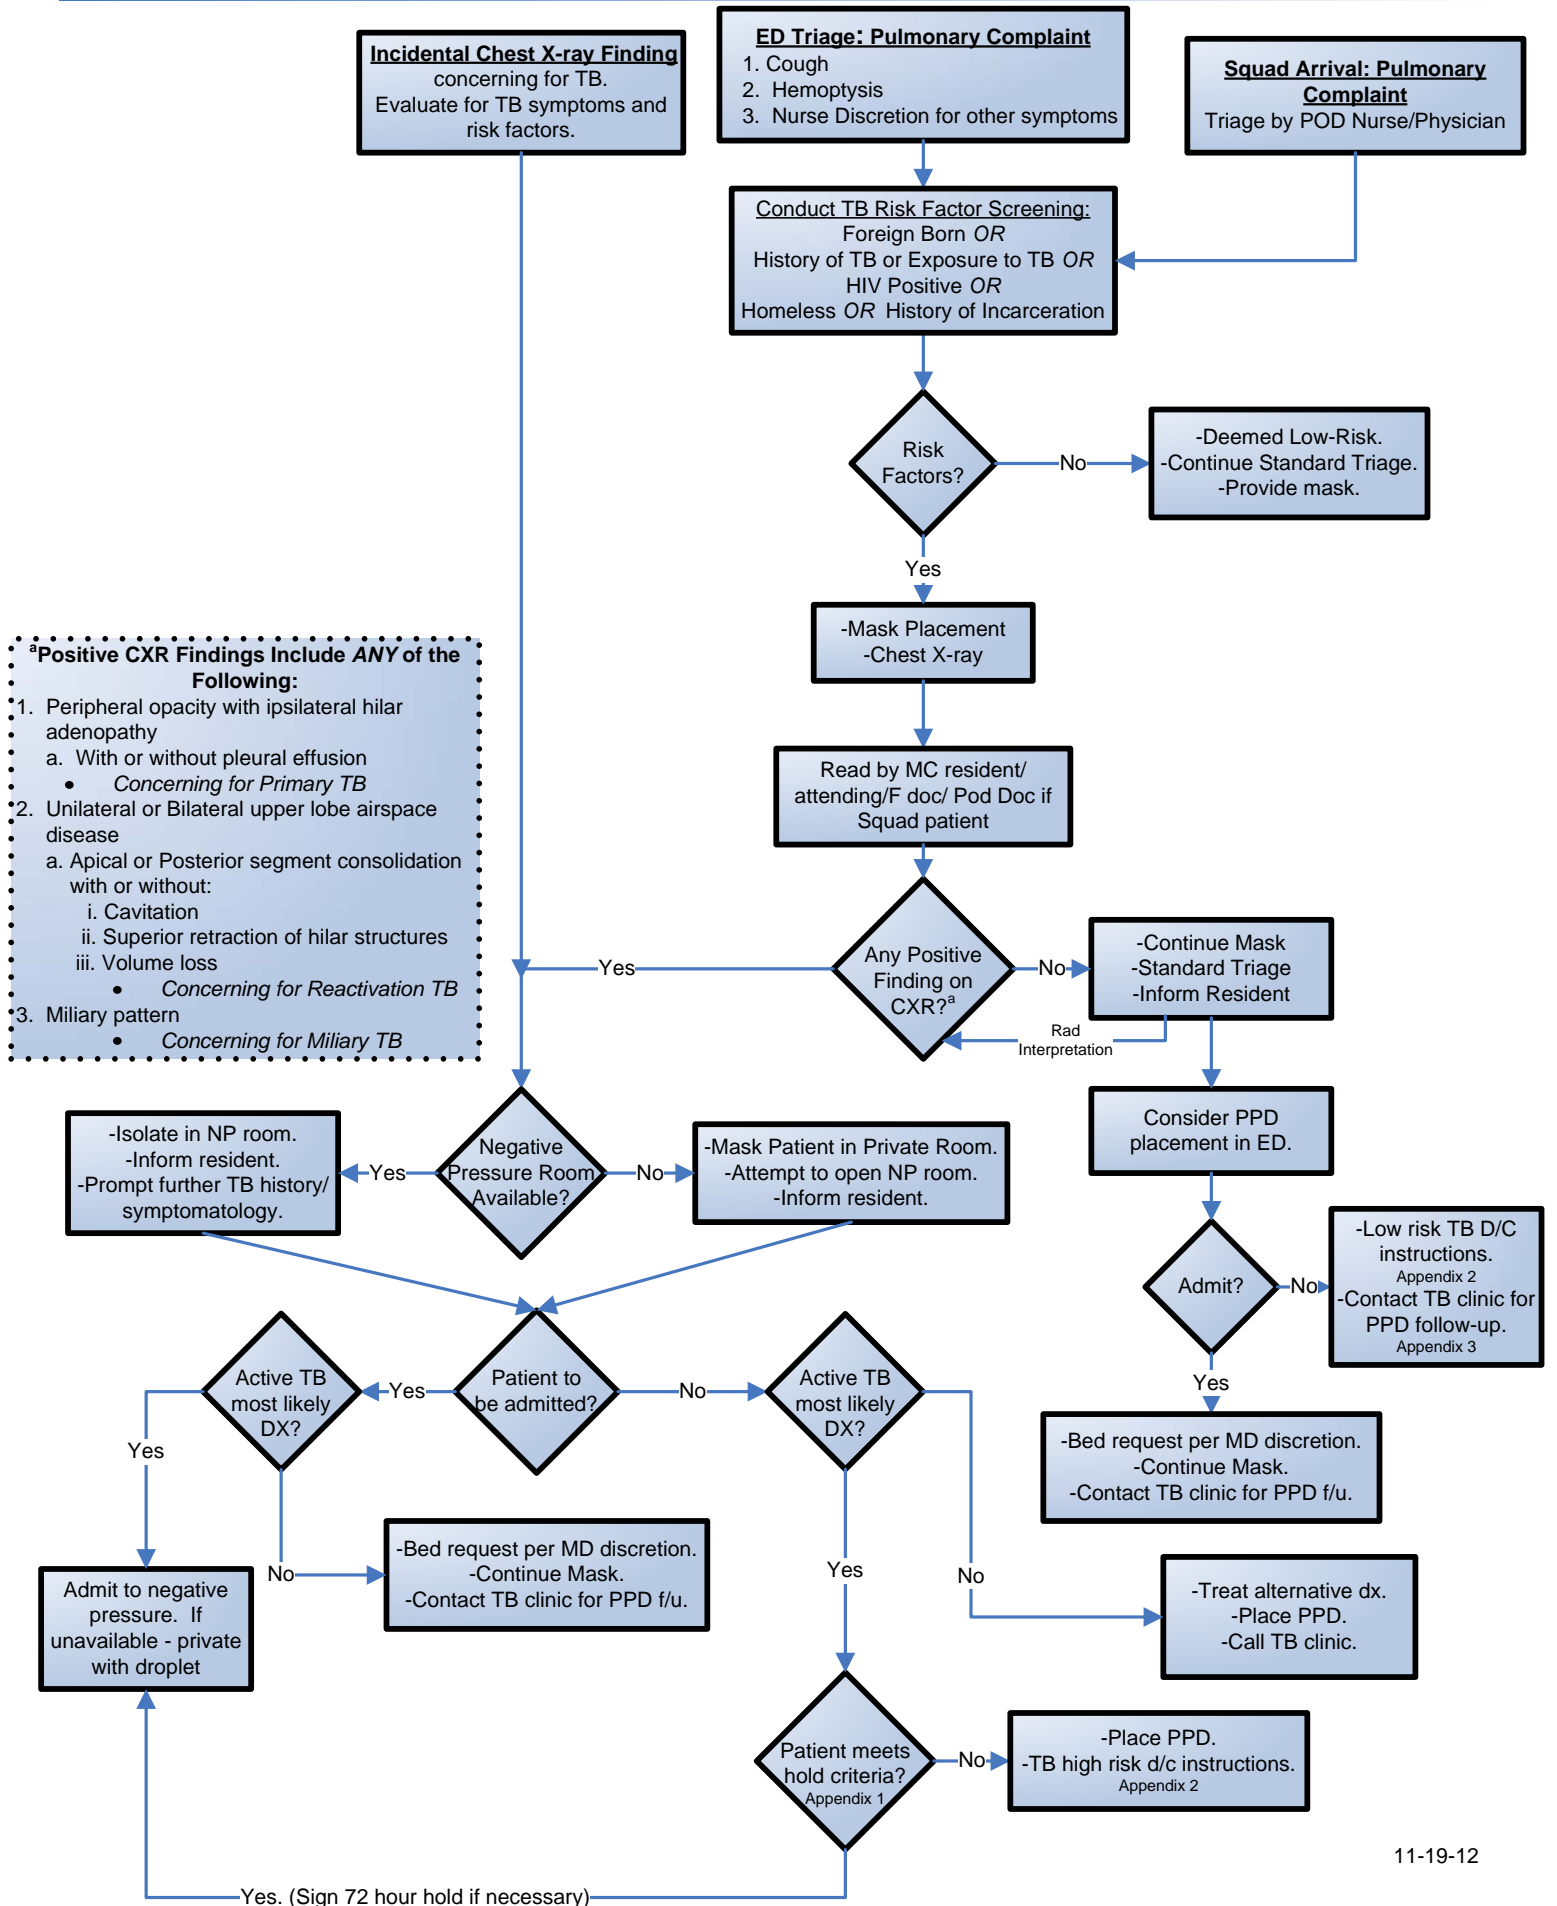 Incidental Chest X-ray Finding
concerning for TB.
Evaluate for TB symptoms and
risk factors.
ED Triage: Pulmonary Complaint
1. Cough
2. Hemoptysis
3. Nurse Discretion for other symptoms
Squad Arrival: Pulmonary
Complaint
Triage by POD Nurse/Physician
Conduct TB Risk Factor Screening:
Foreign Born OR
History of TB or Exposure to TB OR
HIV Positive OR
Homeless OR History of Incarceration
Risk
Factors?
No
-Deemed Low-Risk.
-Continue Standard Triage.
-Provide mask.
Yes
-Mask Placement
-Chest X-ray
Read by MC resident/
attending/F doc/ Pod Doc if
Squad patient
aPositive CXR Findings Include ANY of the
Following:
1. Peripheral opacity with ipsilateral hilar
adenopathy
a. With or without pleural effusion
• Concerning for Primary TB
2. Unilateral or Bilateral upper lobe airspace
disease
a. Apical or Posterior segment consolidation
with or without:
i. Cavitation
ii. Superior retraction of hilar structures
iii. Volume loss
• Concerning for Reactivation TB
3. Miliary pattern
• Concerning for Miliary TB
Any Positive
Finding on
CXR?a
Yes
No
-Continue Mask
-Standard Triage
-Inform Resident
Rad
Interpretation
Consider PPD
placement in ED.
Negative
Pressure Room
Available?
Yes
-Isolate in NP room.
-Inform resident.
-Prompt further TB history/
symptomatology.
No
-Mask Patient in Private Room.
-Attempt to open NP room.
-Inform resident.
Admit?
No
-Low risk TB D/C
instructions.
Appendix 2
-Contact TB clinic for
PPD follow-up.
Appendix 3
Yes
-Bed request per MD discretion.
-Continue Mask.
-Contact TB clinic for PPD f/u.
Patient to
be admitted?
Yes
Active TB
most likely
DX?
No
Active TB
most likely
DX?
Yes
No
-Bed request per MD discretion.
-Continue Mask.
-Contact TB clinic for PPD f/u.
Admit to negative
pressure. If
unavailable - private
with droplet
Yes
No
-Treat alternative dx.
-Place PPD.
-Call TB clinic.
Patient meets
hold criteria?
Appendix 1
No
-Place PPD.
-TB high risk d/c instructions.
Appendix 2
Yes. (Sign 72 hour hold if necessary)
11-19-12